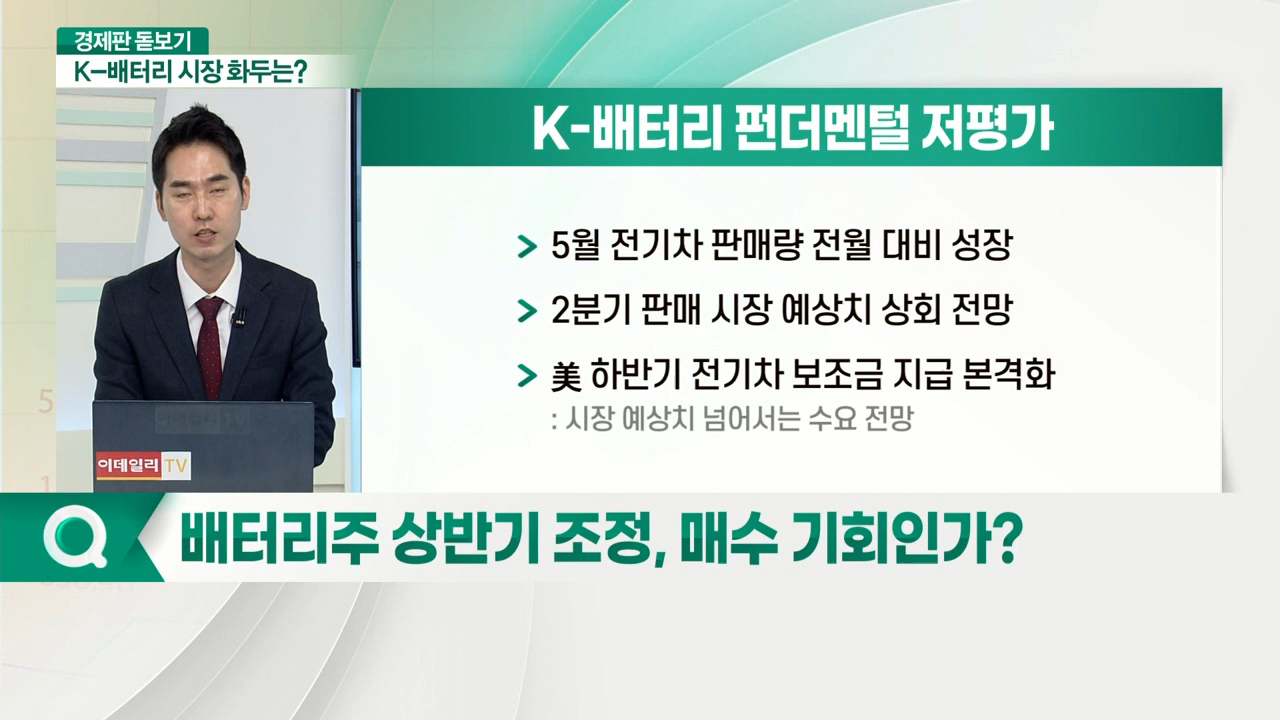 경제판 돋보기
K-배터리 시장 화두는?
K-배터리 펀더멘털 저평가
> 5월 전기차 판매량 전월 대비 성장
> 2분기 판매 시장 예상치 상회 전망
> 美 하반기 전기차 보조금 지급 본격화
: 시장 예상치 넘어서는 수요 전망
이데일리 TV
Q 배터리주 상반기 조정, 매수 기회인가?
5
1